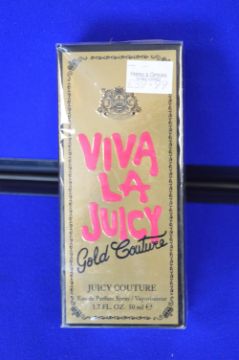 VIVA
LA
JUICY
Gold Couture
JUICY COUTURE
Eau de Parfum Spray / Vaporisateur
1.7 FL. OZ. 50 ml e